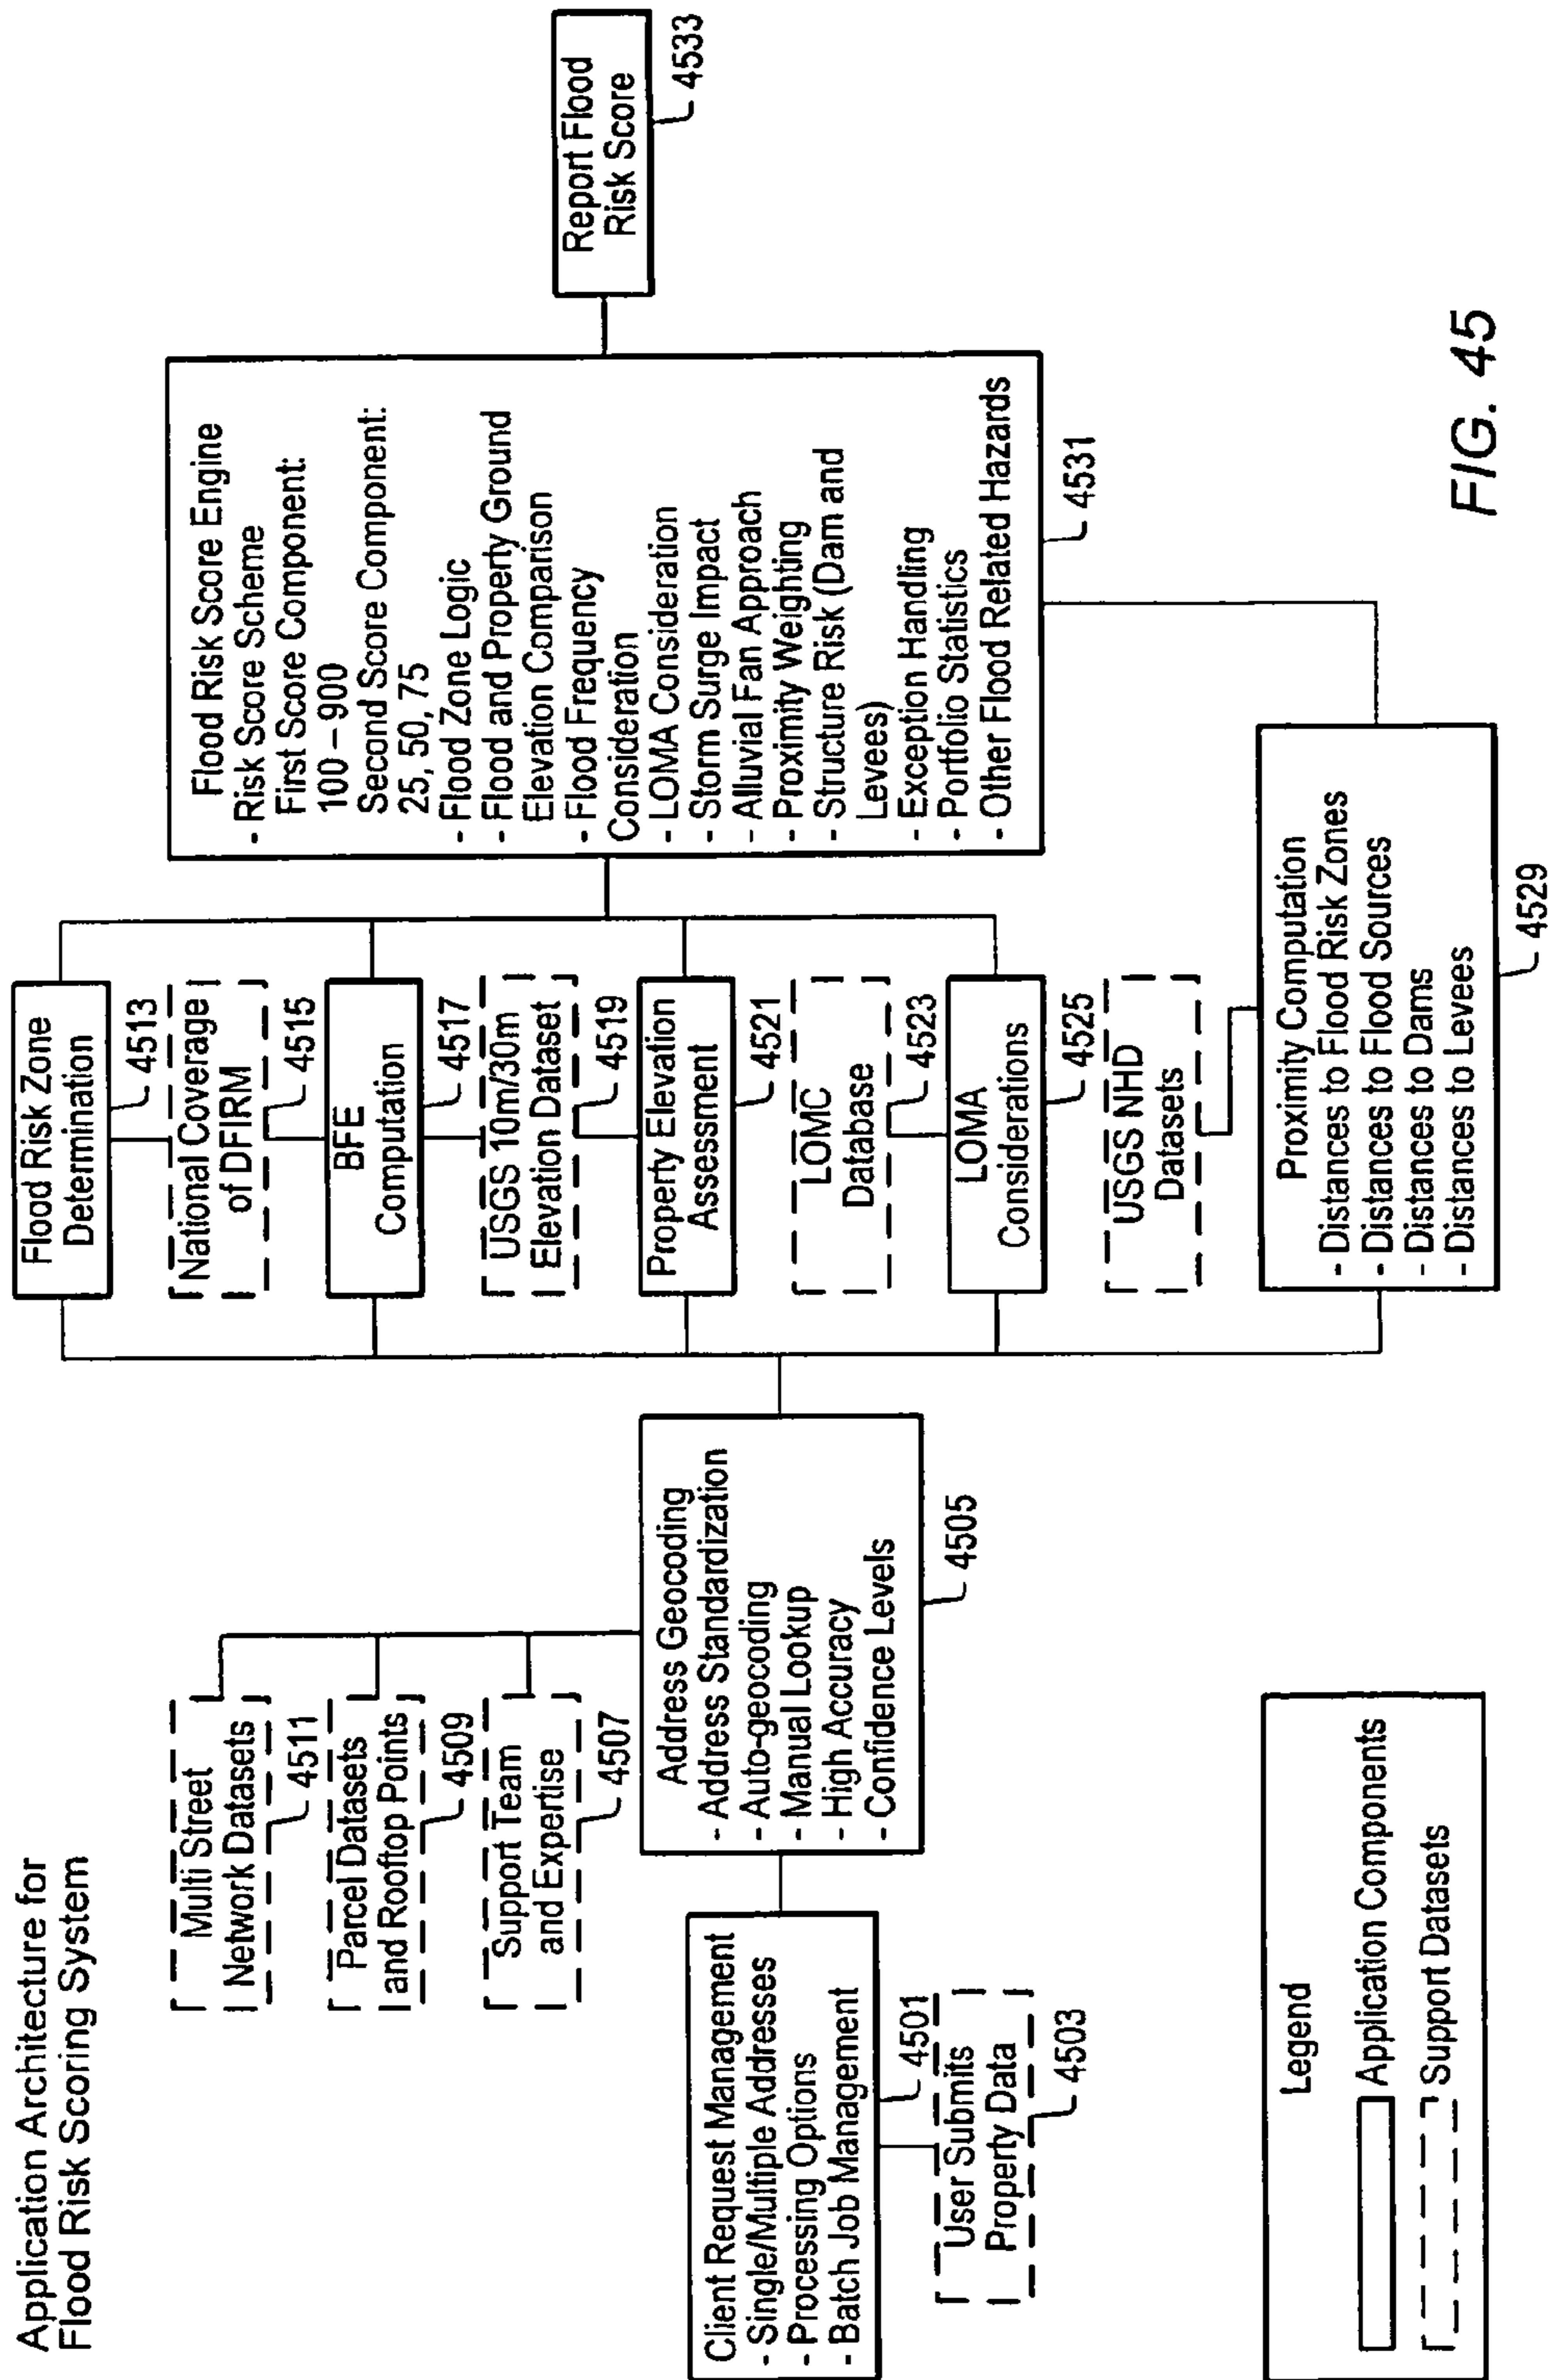 Application Architecture for
Flood Risk Scoring System
Multi Street
Network Datasets
4511
Parcel Datasets
and Rooftop Points
4509
Support Team
and Expertise
4507
Client Request Management
- Single/Multiple Addresses
- Processing Options
- Batch Job Management
4501
User Submits
Property Data
4503
Address Geocoding
- Address Standardization
- Auto-geocoding
- Manual Lookup
- High Accuracy
- Confidence Levels
4505
Flood Risk Zone
Determination
4513
National Coverage
of DFIRM
4515
BFE
Computation
4517
USGS 10m/30m
Elevation Dataset
4519
Property Elevation
Assessment
4521
LOMC
Database
4523
LOMA
Considerations
4525
USGS NHD
Datasets
Proximity Computation
- Distances to Flood Risk Zones
- Distances to Flood Sources
- Distances to Dams
- Distances to Levees
4529
Flood Risk Score Engine
- Risk Score Scheme
First Score Component:
100 – 900
Second Score Component:
25, 50, 75
- Flood Zone Logic
- Flood and Property Ground
Elevation Comparison
- Flood Frequency
Consideration
- LOMA Consideration
- Storm Surge Impact
- Alluvial Fan Approach
- Proximity Weighting
- Structure Risk (Dam and
Levees)
- Exception Handling
- Portfolio Statistics
- Other Flood Related Hazards
4531
Report Flood
Risk Score
4533
Legend
Application Components
Support Datasets
FIG. 45